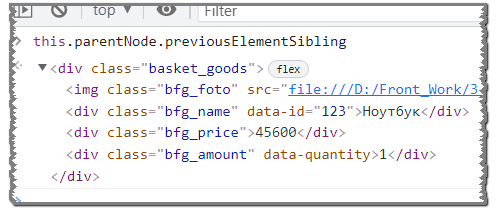 top ▼ Filter
this.parentNode.previousElementSibling
▼<div class="basket_goods"> flex
<img class="bfg_foto" src="file:///D:/Front_Work/3
<div class="bfg_name" data-id="123">Ноутбук</div>
<div class="bfg_price">45600</div>
<div class="bfg_amount" data-quantity>1</div>
</div>